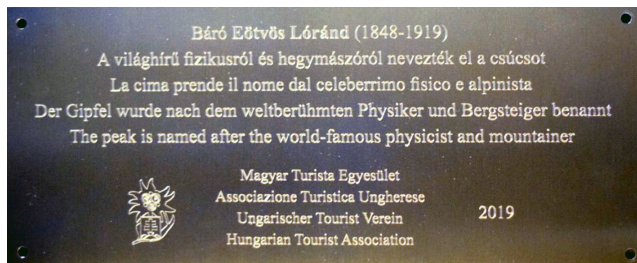 Báró Eötvös Lóránd (1848-1919)
A világhírű fizikusról és hegymászóról nevezték el a csúcsot
La cima prende il nome dal celeberrimo fisico e alpinista
Der Gipfel wurde nach dem weltberühmten Physiker und Bergsteiger benannt
The peak is named after the world-famous physicist and mountainer
Magyar Turista Egyesület
Associazione Turistica Ungherese
Ungarischer Tourist Verein
Hungarian Tourist Association
2019